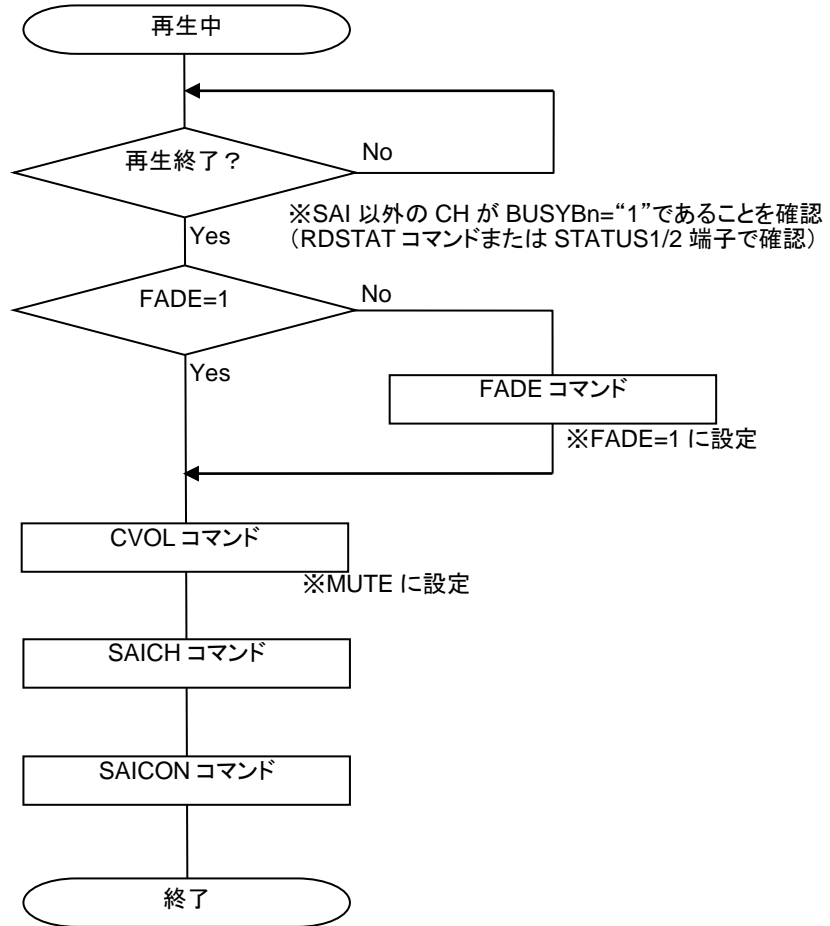 再生中
再生終了？
No
※SAI 以外の CH が BUSYBn=“1”であることを確認
（RDSTAT コマンドまたは STATUS1/2 端子で確認）
Yes
FADE=1
No
Yes
FADE コマンド
※FADE=1 に設定
CVOL コマンド
※MUTE に設定
SAICH コマンド
SAICON コマンド
終了